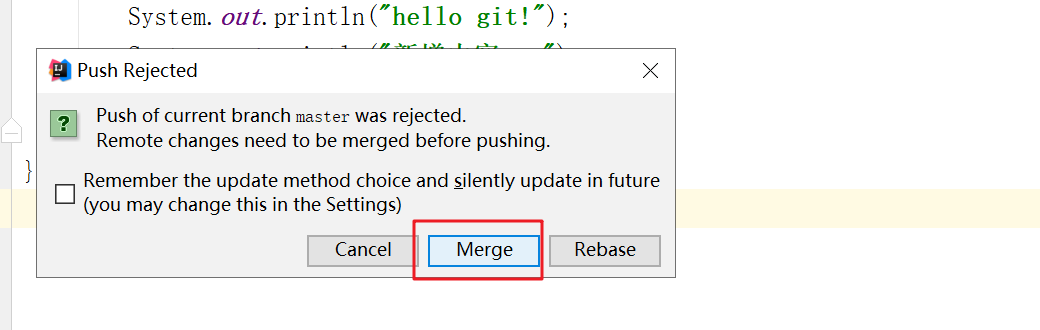 System.out.println("hello git!");
Push Rejected
Push of current branch master was rejected.
Remote changes need to be merged before pushing.
}
Remember the update method choice and silently update in future
(you may change this in the Settings)
Cancel
Merge
Rebase